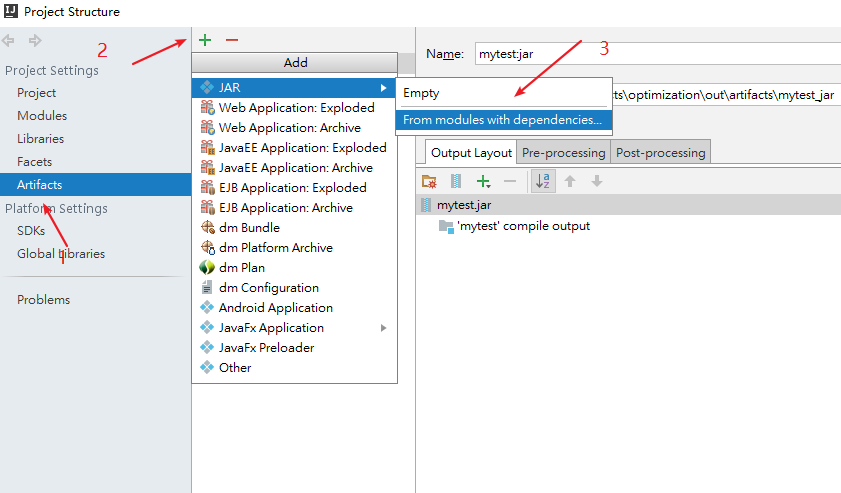 Project Structure
2
Project Settings
Project
Modules
Libraries
Facets
Artifacts
Platform Settings
SDKs
Global Libraries
1
Problems
Add
JAR
Web Application: Exploded
Web Application: Archive
JavaEE Application: Exploded
JavaEE Application: Archive
EJB Application: Exploded
EJB Application: Archive
dm Bundle
dm Platform Archive
dm Plan
dm Configuration
Android Application
JavaFx Application
JavaFx Preloader
Other
3
Empty
From modules with dependencies...
Name: mytest:jar
cts\optimization\out\artifacts\mytest_jar
Output Layout Pre-processing Post-processing
mytest.jar
'mytest' compile output